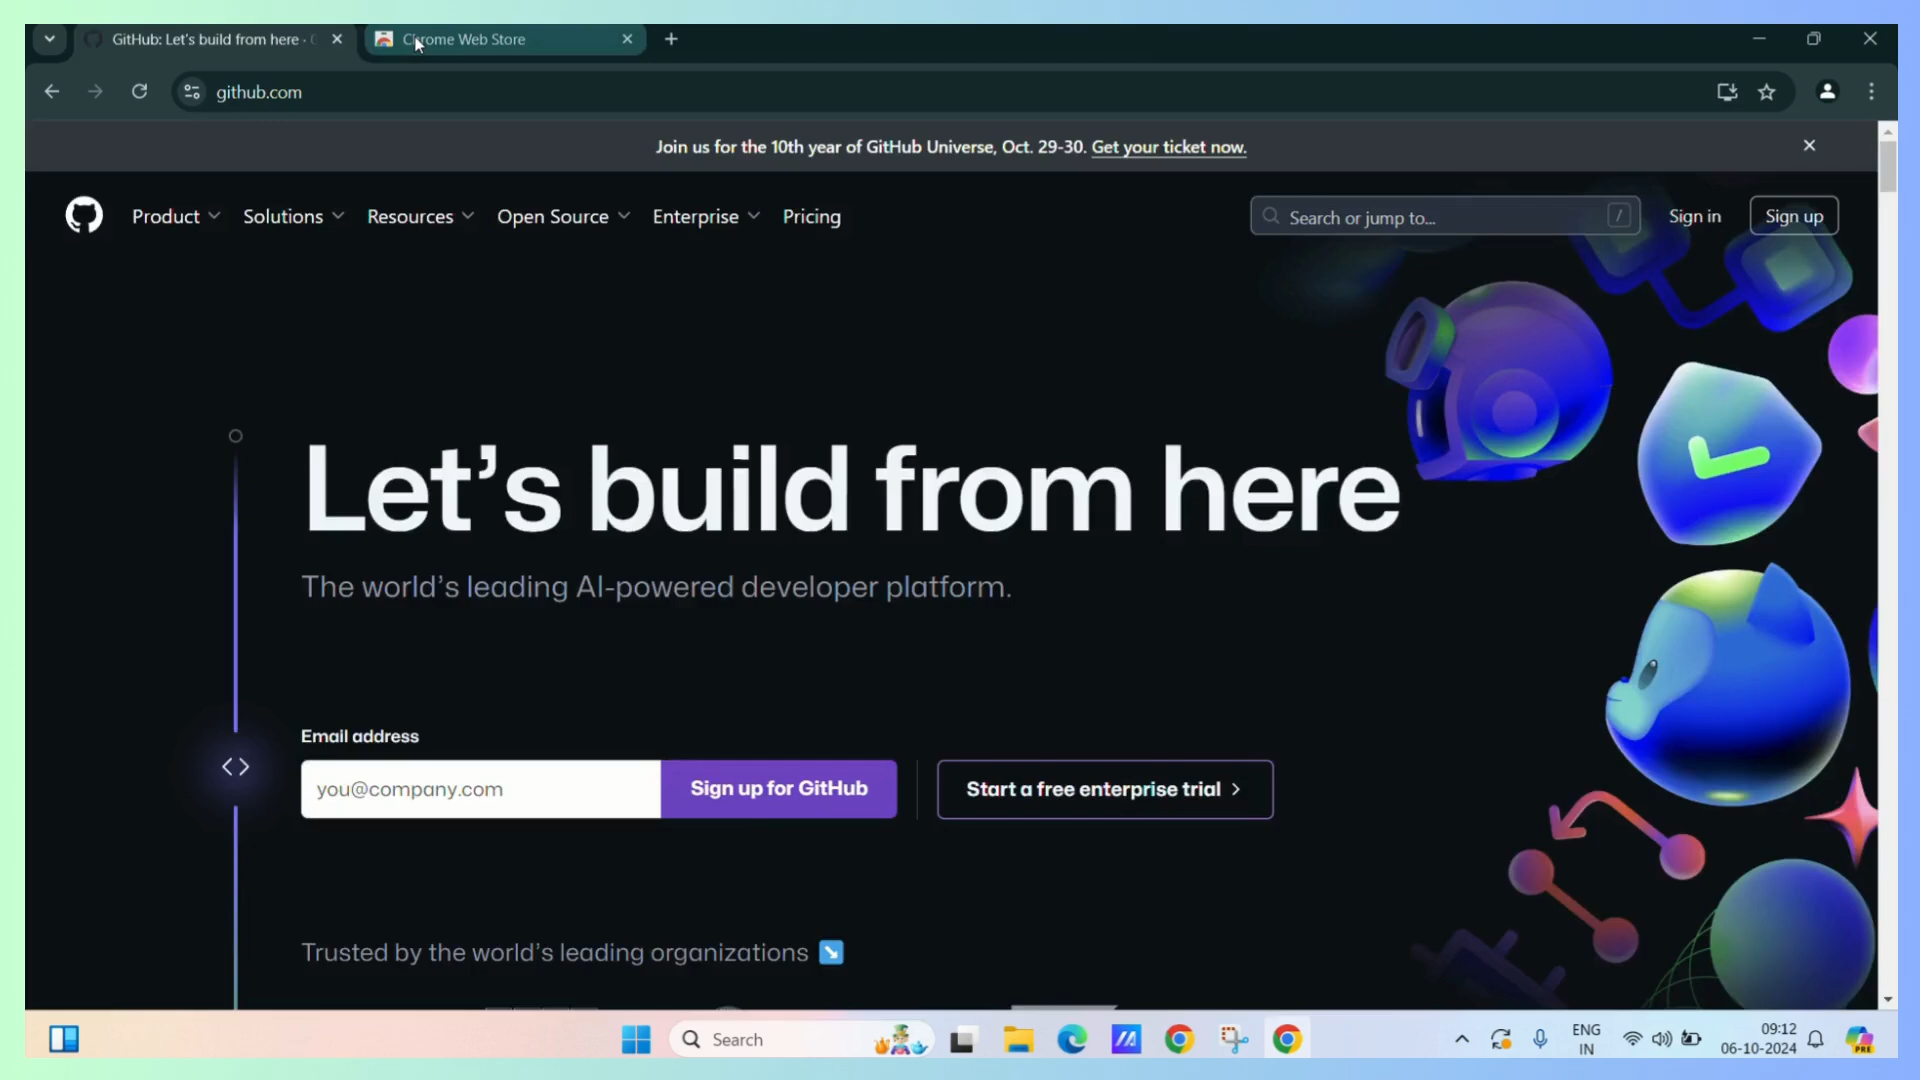 GitHub: Let's build from here ·
Chrome Web Store
github.com
Join us for the 10th year of GitHub Universe, Oct. 29-30. Get your ticket now.
Product
Solutions
Resources
Open Source
Enterprise
Pricing
Search or jump to...
/
Sign in
Sign up
Let's build from here
The world's leading AI-powered developer platform.
Email address
you@company.com
Sign up for GitHub
Start a free enterprise trial
Trusted by the world's leading organizations
Search
ENG
IN
09:12
06-10-2024
PRE